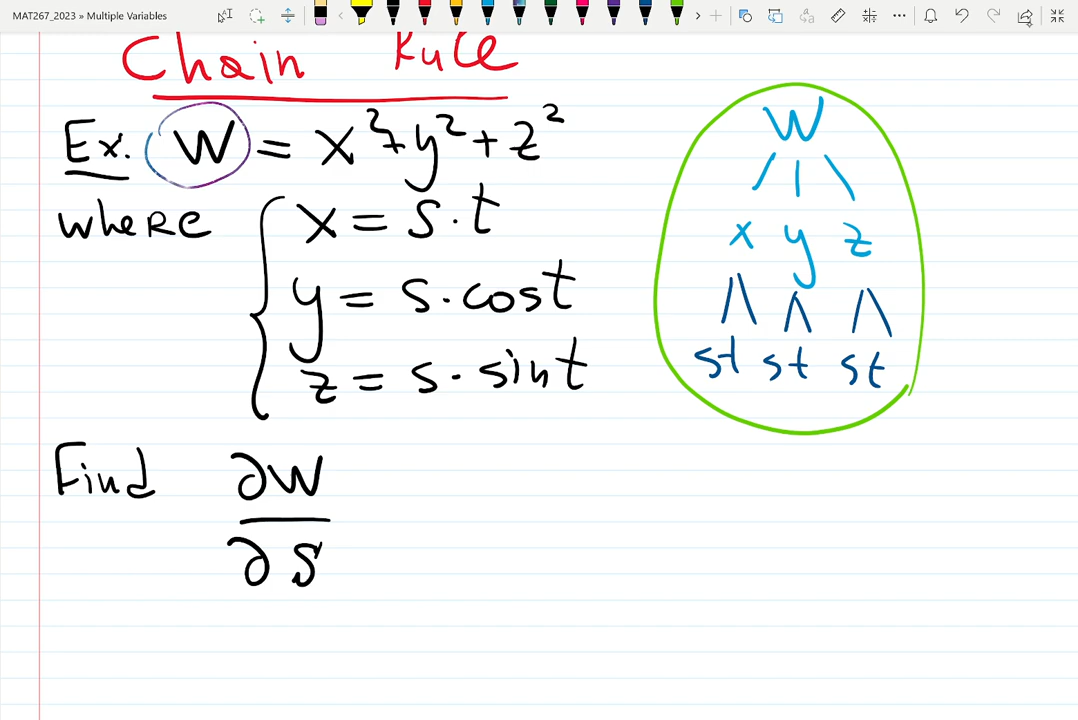 MAT267_2023 » Multiple Variables
Chain Rule
Ex. W = x² + y² + z²
where
x = s · t
y = s · cost
z = s · sint
W
x y z
st st st
Find ∂W
∂s